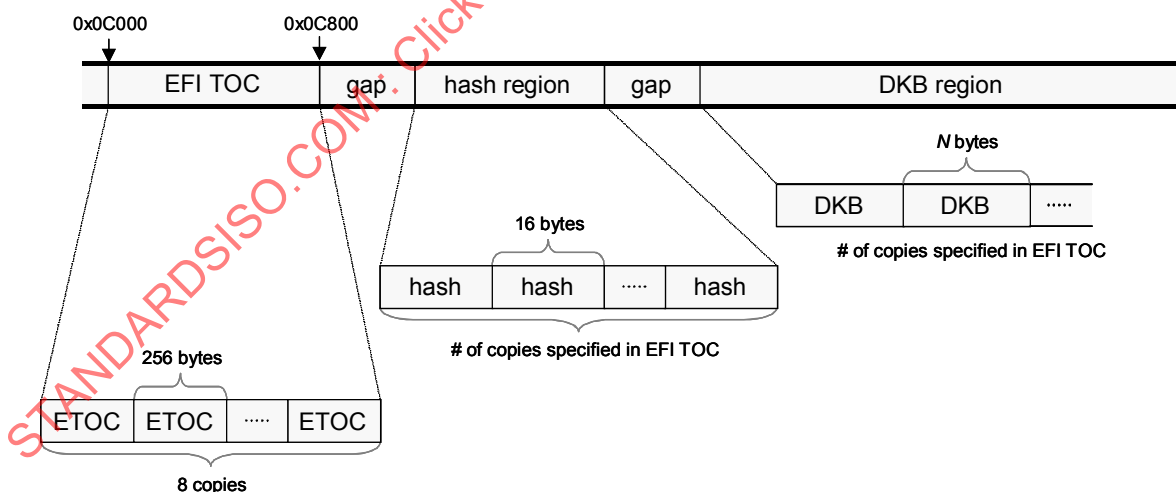 0x0C000 0x0C800
EFI TOC gap hash region gap DKB region
N bytes
DKB DKB .....
# of copies specified in EFI TOC
16 bytes
hash hash ..... hash
# of copies specified in EFI TOC
256 bytes
ETOC ETOC ..... ETOC
8 copies
STANDARDSISO.COM : Click